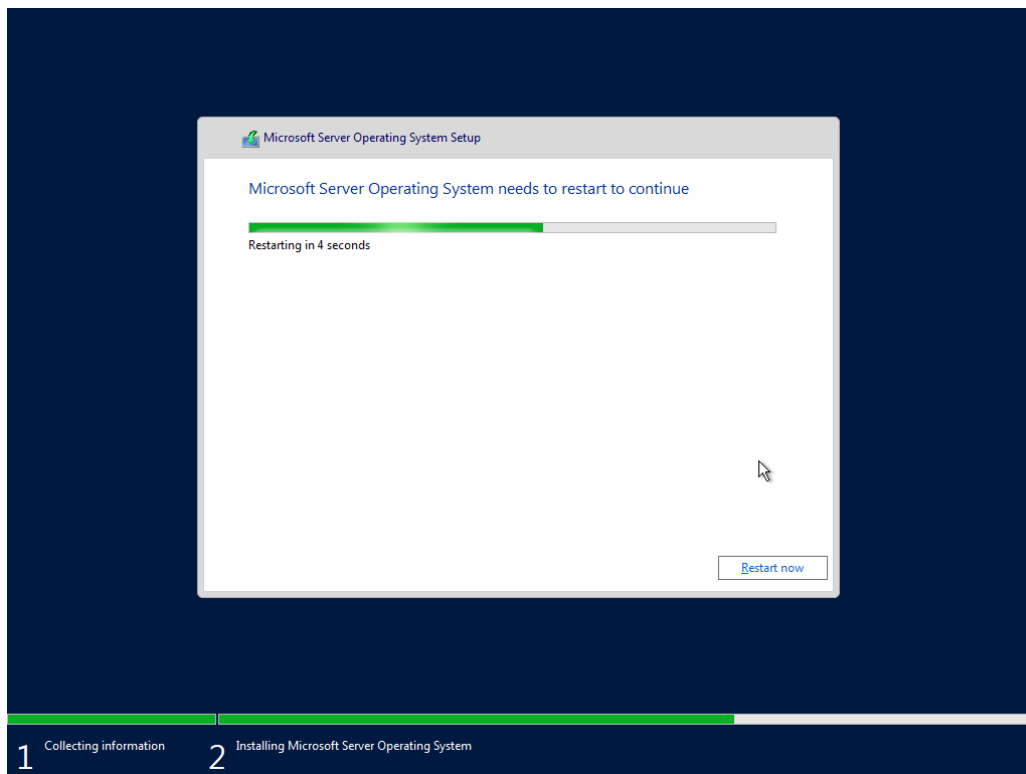 Microsoft Server Operating System Setup
Microsoft Server Operating System needs to restart to continue
Restarting in 4 seconds
Restart now
1 Collecting information
2 Installing Microsoft Server Operating System